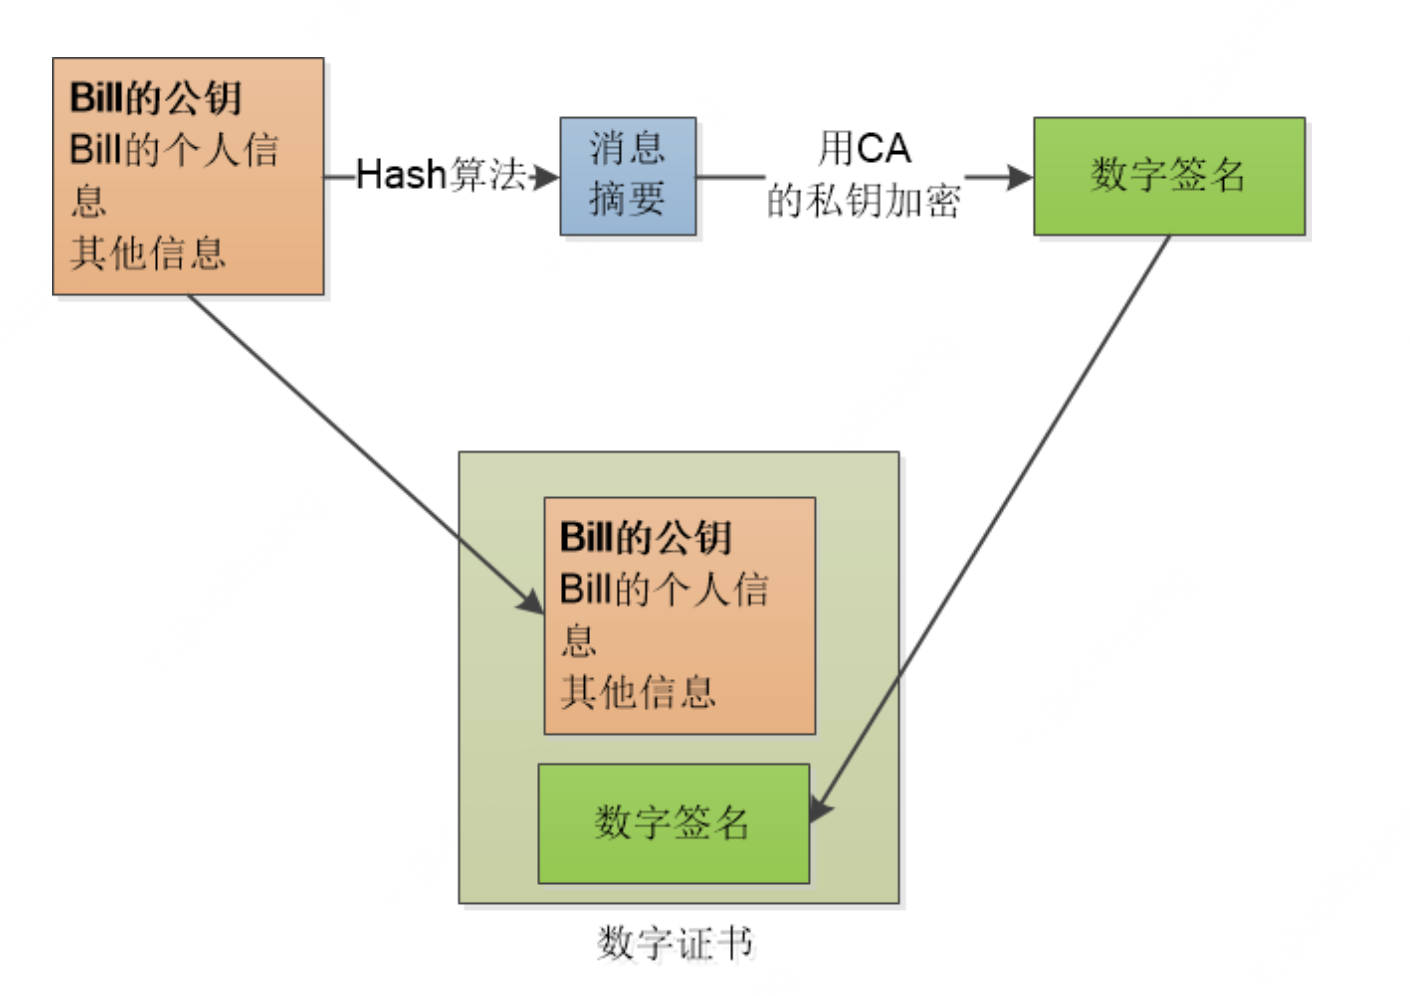 Bill的公钥
Bill的个人信
息
其他信息
Hash算法
消息
摘要
用CA
的私钥加密
数字签名
Bill的公钥
Bill的个人信
息
其他信息
数字签名
数字证书